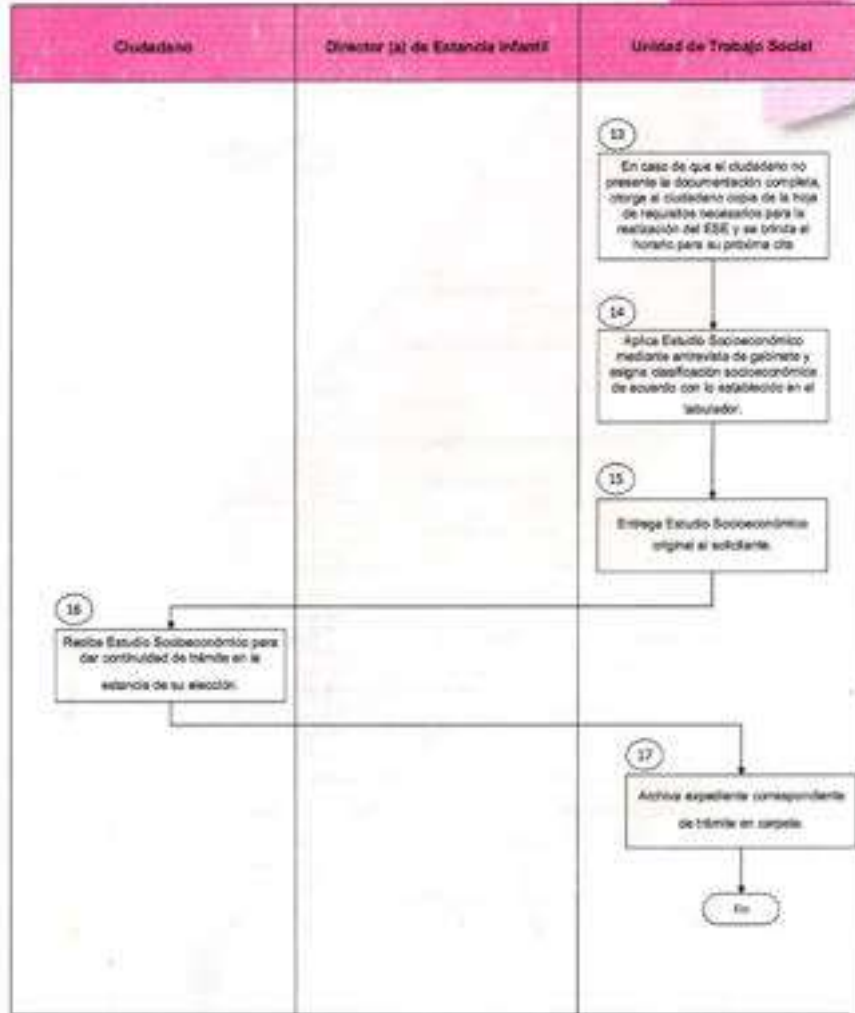 Ciudadano
Director (a) de Estancia Infantil
Unidad de Trabajo Social
13
En caso de que el ciudadano no
presente la documentación completa,
otorga al ciudadano copia de la hoja
de requisitos necesarios para la
realización del ESE y se brinda el
horario para su próxima cita
14
Aplica Estudio Socioeconómico
mediante entrevista de gabinete y
asigna clasificación socioeconómica
de acuerdo con lo establecido en el
tabulador.
15
Entrega Estudio Socioeconómico
original al solicitante.
16
Recibe Estudio Socioeconómico para
dar continuidad de trámite en la
estancia de su elección.
17
Archiva expediente correspondiente
de trámite en carpeta.
Fin